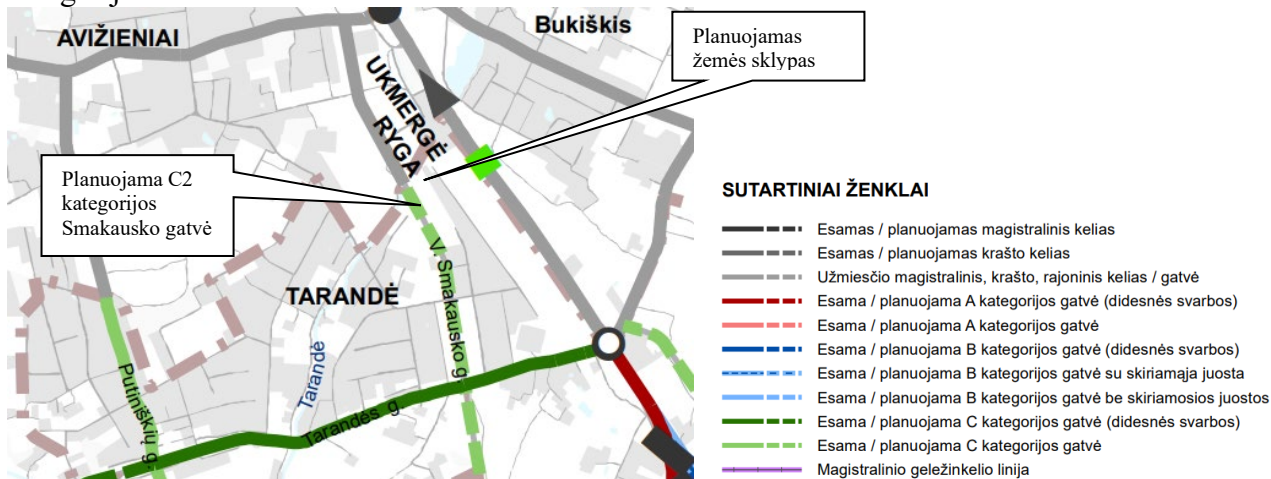 AVIŽIENIAI
Bukiškis
Planuojamas
žemės sklypas
UKMERGĖ
RYGA
Planuojama C2
kategorijos
Smakausko gatvė
V. Smakausko g.
TARANDĖ
Tarandė
Putiniškių g.
Tarandės g.
SUTARTINIAI ŽENKLAI
Esamas / planuojamas magistralinis kelias
Esamas / planuojamas krašto kelias
Užmiesčio magistralinis, krašto, rajoninis kelias / gatvė
Esama / planuojama A kategorijos gatvė (didesnės svarbos)
Esama / planuojama A kategorijos gatvė
Esama / planuojama B kategorijos gatvė (didesnės svarbos)
Esama / planuojama B kategorijos gatvė su skiriamąja juosta
Esama / planuojama B kategorijos gatvė be skiriamosios juostos
Esama / planuojama C kategorijos gatvė (didesnės svarbos)
Esama / planuojama C kategorijos gatvė
Magistralinio geležinkelio linija